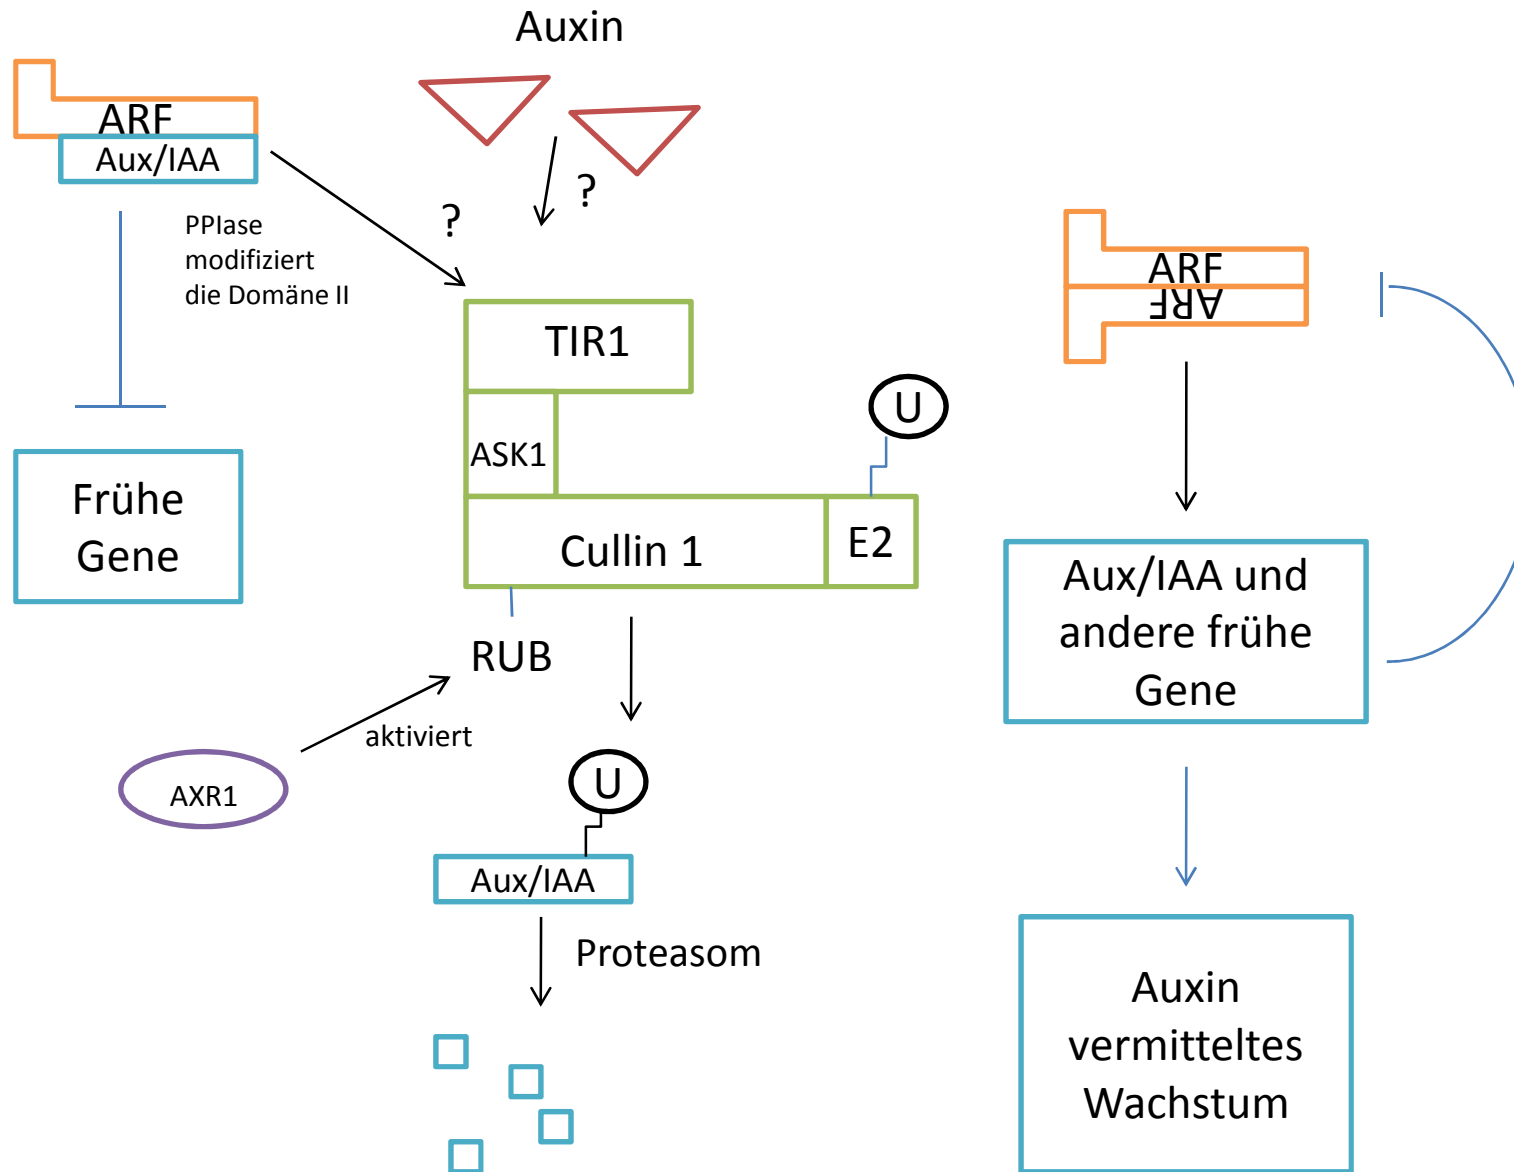 Auxin
ARF
Aux/IAA
?
?
PPIase
modifiziert
die Domäne II
TIR1
ASK1
Cullin 1
E2
U
Frühe
Gene
RUB
aktiviert
AXR1
U
Aux/IAA
Proteasom
ARF
ARF
Aux/IAA und
andere frühe
Gene
Auxin
vermitteltes
Wachstum